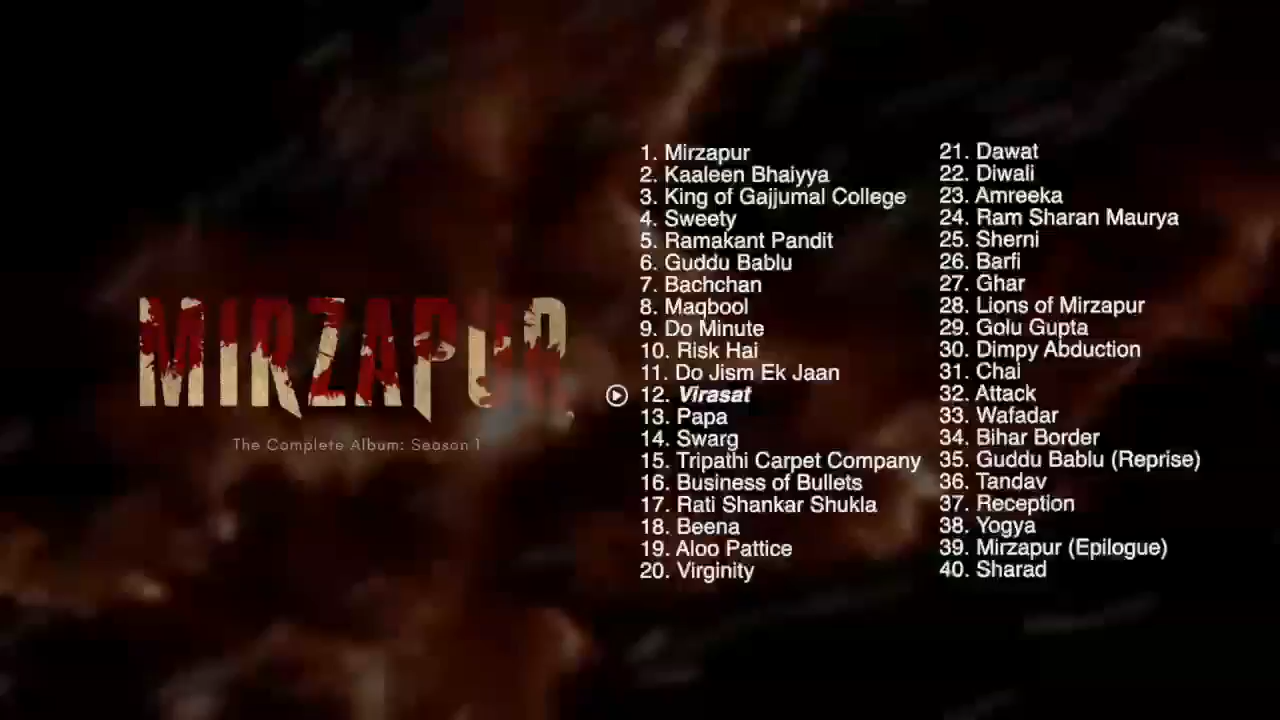 MIRZAPUR
The Complete Album: Season 1
1. Mirzapur
2. Kaaleen Bhaiyya
3. King of Gajjumal College
4. Sweety
5. Ramakant Pandit
6. Guddu Bablu
7. Bachchan
8. Maqbool
9. Do Minute
10. Risk Hai
11. Do Jism Ek Jaan
12. Virasat
13. Papa
14. Swarg
15. Tripathi Carpet Company
16. Business of Bullets
17. Rati Shankar Shukla
18. Beena
19. Aloo Pattice
20. Virginity
21. Dawat
22. Diwali
23. Amreeka
24. Ram Sharan Maurya
25. Sherni
26. Barfi
27. Ghar
28. Lions of Mirzapur
29. Golu Gupta
30. Dimpy Abduction
31. Chai
32. Attack
33. Wafadar
34. Bihar Border
35. Guddu Bablu (Reprise)
36. Tandav
37. Reception
38. Yogya
39. Mirzapur (Epilogue)
40. Sharad